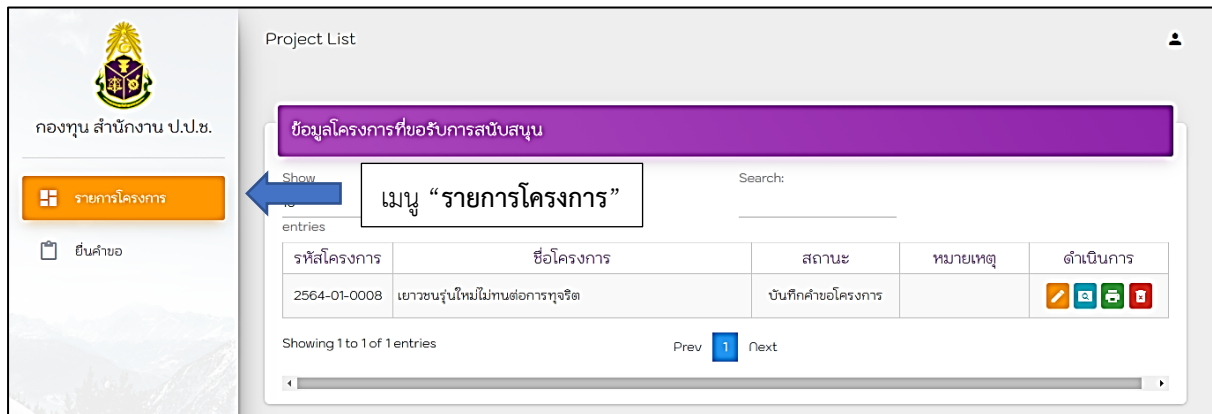 Project List
กองทุน สำนักงาน ป.ป.ช.
รายการโครงการ
ยื่นคำขอ
ข้อมูลโครงการที่ขอรับการสนับสนุน
Show
entries
Search:
เมนู “รายการโครงการ”
รหัสโครงการ ชื่อโครงการ สถานะ หมายเหตุ ดำเนินการ
2564-01-0008 เยาวชนรุ่นใหม่ไม่ทนต่อการทุจริต บันทึกคำขอโครงการ
Showing 1 to 1 of 1 entries Prev 1 Next